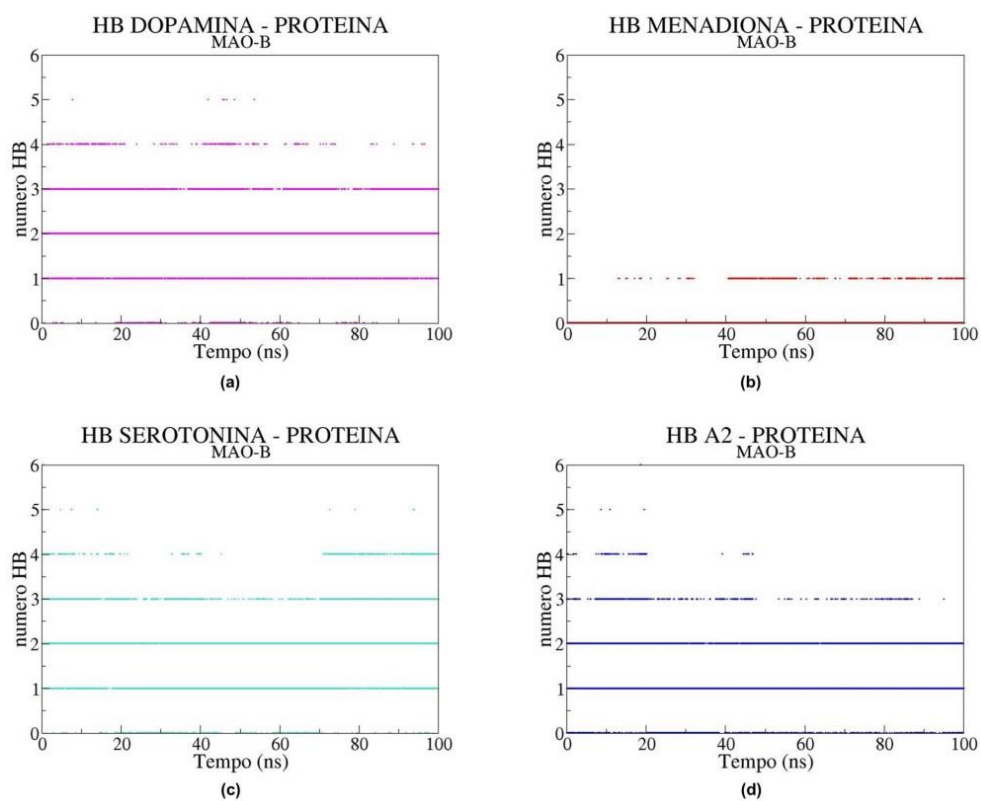 HB DOPAMINA - PROTEINA
MAO-B
6
5
4
3
2
1
0
numero HB
0 20 40 60 80 100
Tempo (ns)
(a)
HB MENADIONA - PROTEINA
MAO-B
6
5
4
3
2
1
0
numero HB
0 20 40 60 80 100
Tempo (ns)
(b)
HB SEROTONINA - PROTEINA
MAO-B
6
5
4
3
2
1
0
numero HB
0 20 40 60 80 100
Tempo (ns)
(c)
HB A2 - PROTEINA
MAO-B
6
5
4
3
2
1
0
numero HB
0 20 40 60 80 100
Tempo (ns)
(d)